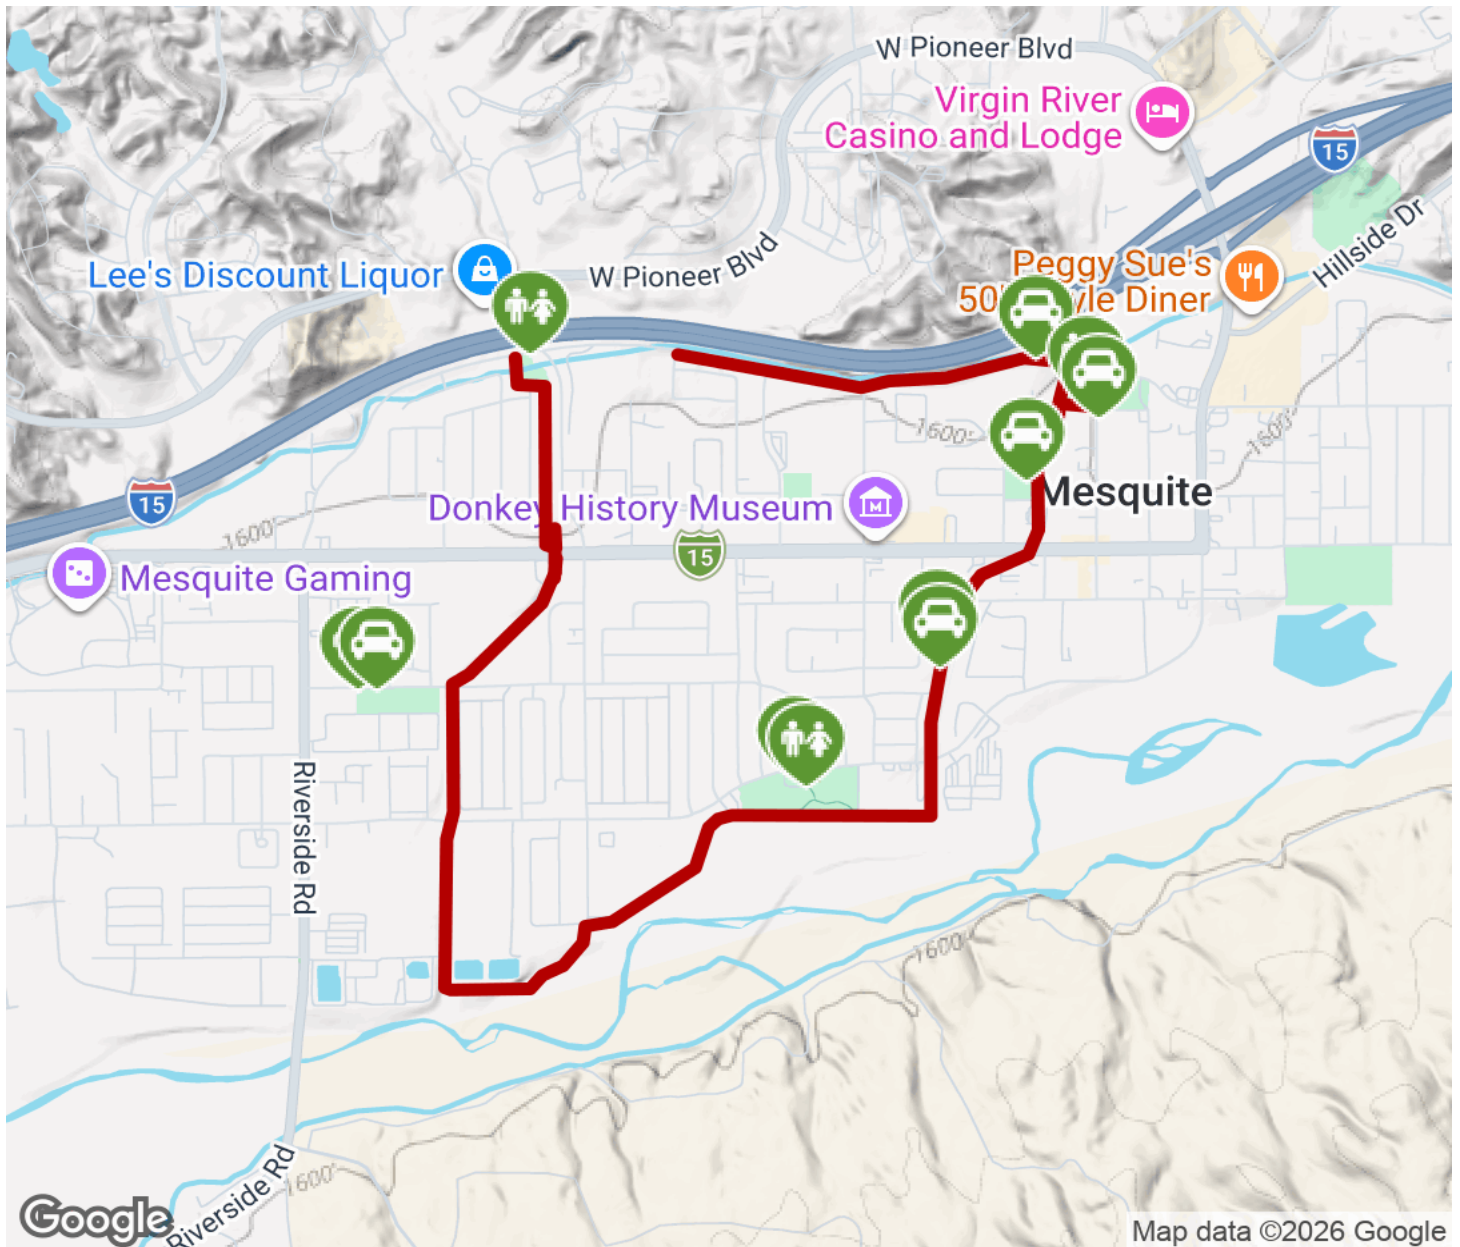 W Pioneer Blvd
Virgin River
Casino and Lodge
15
Hillside Dr
Peggy Sue's
Diner
Lee's Discount Liquor
W Pioneer Blvd
1600'
1600'
15
Mesquite
Donkey History Museum
1600'
15
Mesquite Gaming
Riverside Rd
1600'
Riverside Rd
1600'
Google
Map data ©2026 Google